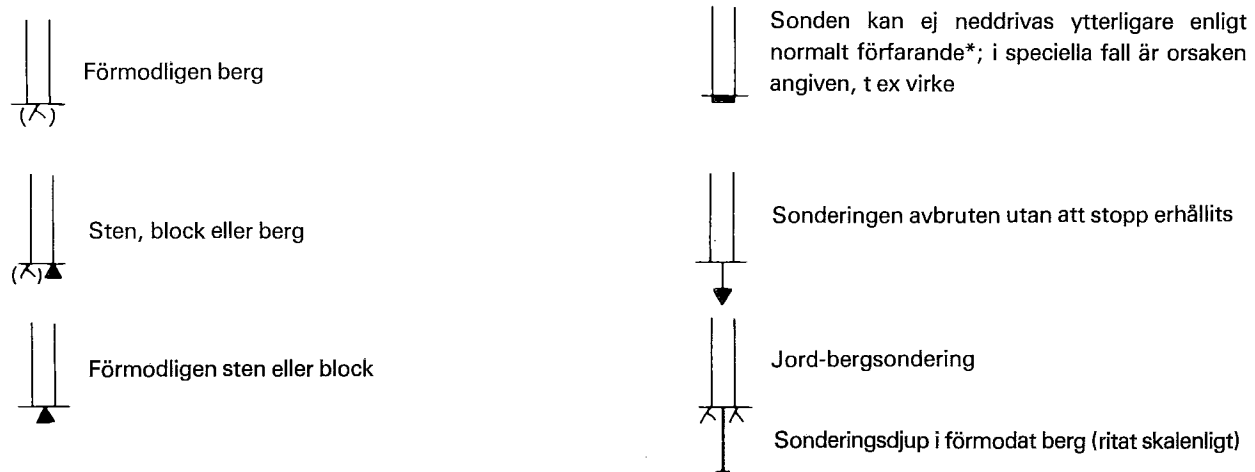 Förmodligen berg
Sten, block eller berg
Förmodligen sten eller block
Sonden kan ej neddrivas ytterligare enligt
normalt förfarande*; i speciella fall är orsaken
angiven, t ex virke
Sonderingen avbruten utan att stopp erhållits
Jord-bergsondering
Sonderingsdjup i förmodat berg (ritat skalenligt)